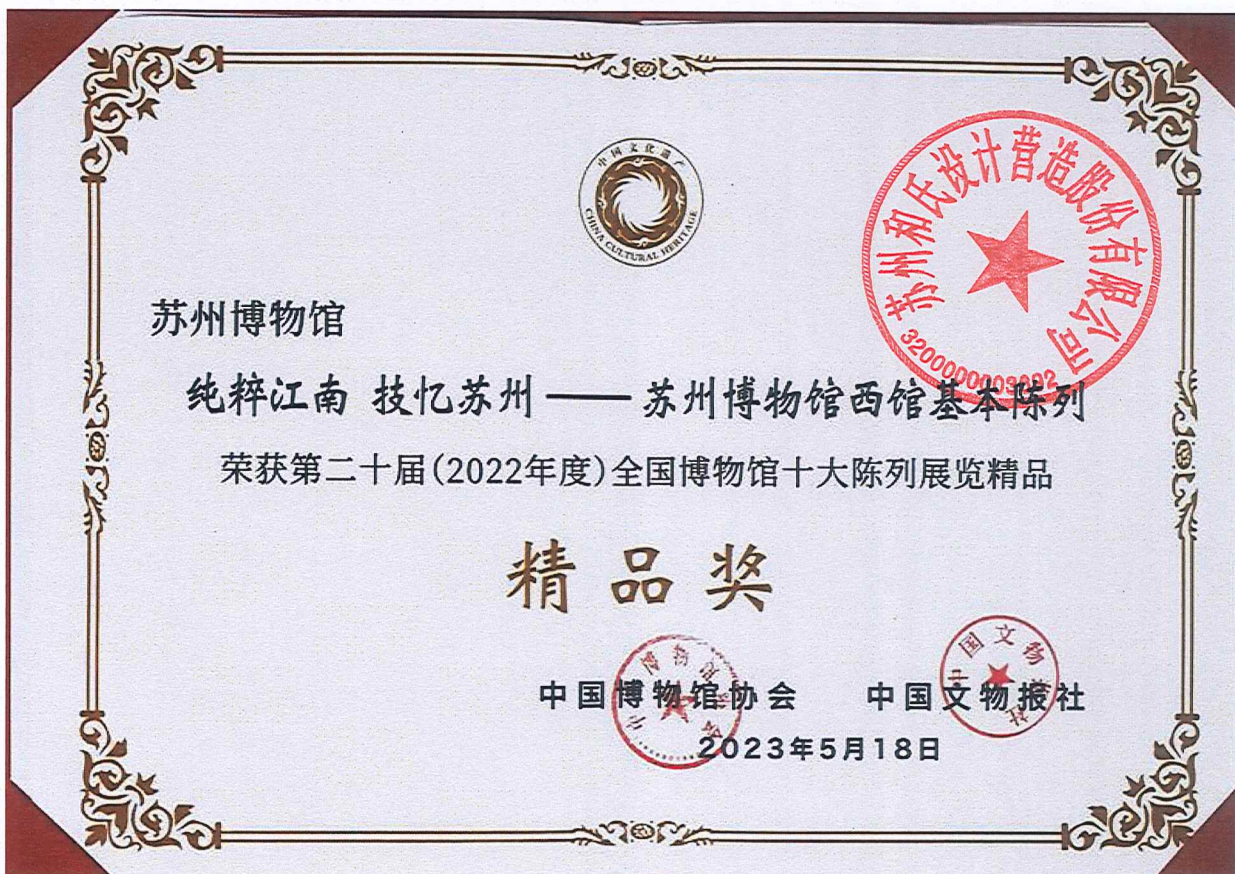 中国文化遗产
CHINA CULTURAL HERITAGE
苏州和氏设计营造股份有限公司
苏州博物馆
纯粹江南 技忆苏州——苏州博物馆西馆基本陈列
荣获第二十届(2022年度)全国博物馆十大陈列展览精品
精品奖
中国博物馆协会 中国文物报社
2023年5月18日